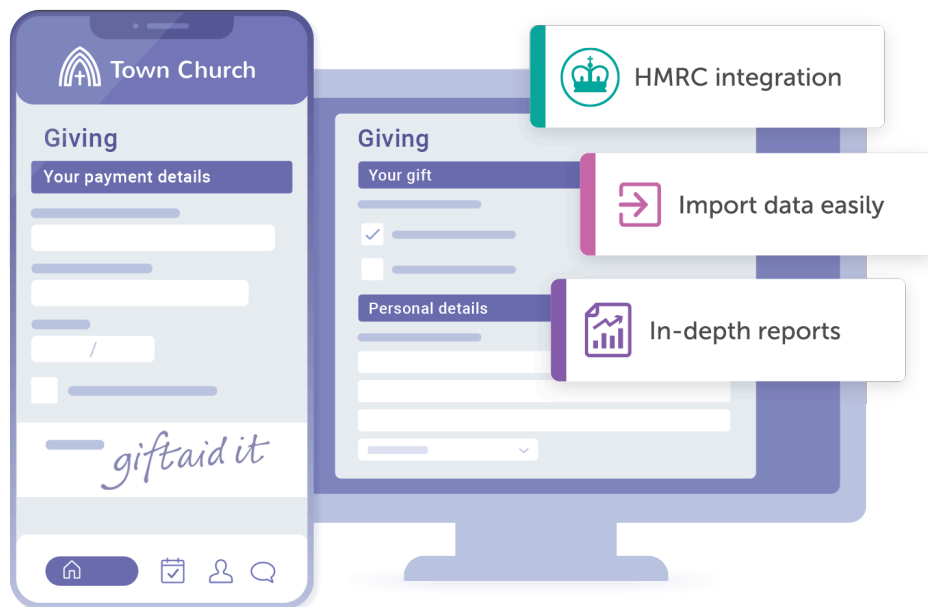 Town Church
Giving
Your payment details
/
giftaid it
Giving
Your gift
Personal details
HMRC integration
Import data easily
In-depth reports